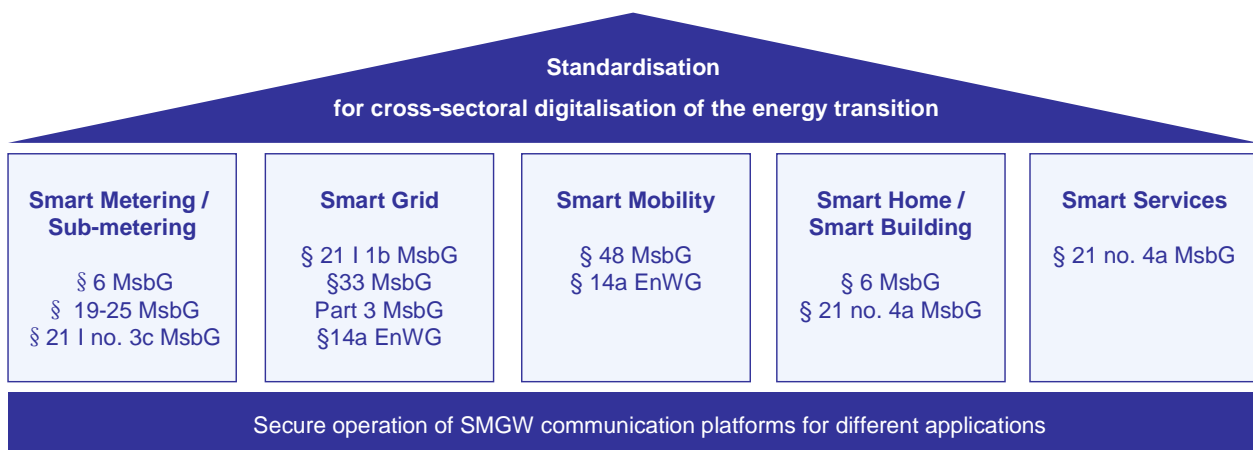 Standardisation
for cross-sectoral digitalisation of the energy transition
Smart Metering /
Sub-metering
§ 6 MsbG
§ 19-25 MsbG
§ 21 I no. 3c MsbG
Smart Grid
§ 21 I 1b MsbG
§33 MsbG
Part 3 MsbG
§14a EnWG
Smart Mobility
§ 48 MsbG
§ 14a EnWG
Smart Home /
Smart Building
§ 6 MsbG
§ 21 no. 4a MsbG
Smart Services
§ 21 no. 4a MsbG
Secure operation of SMGW communication platforms for different applications